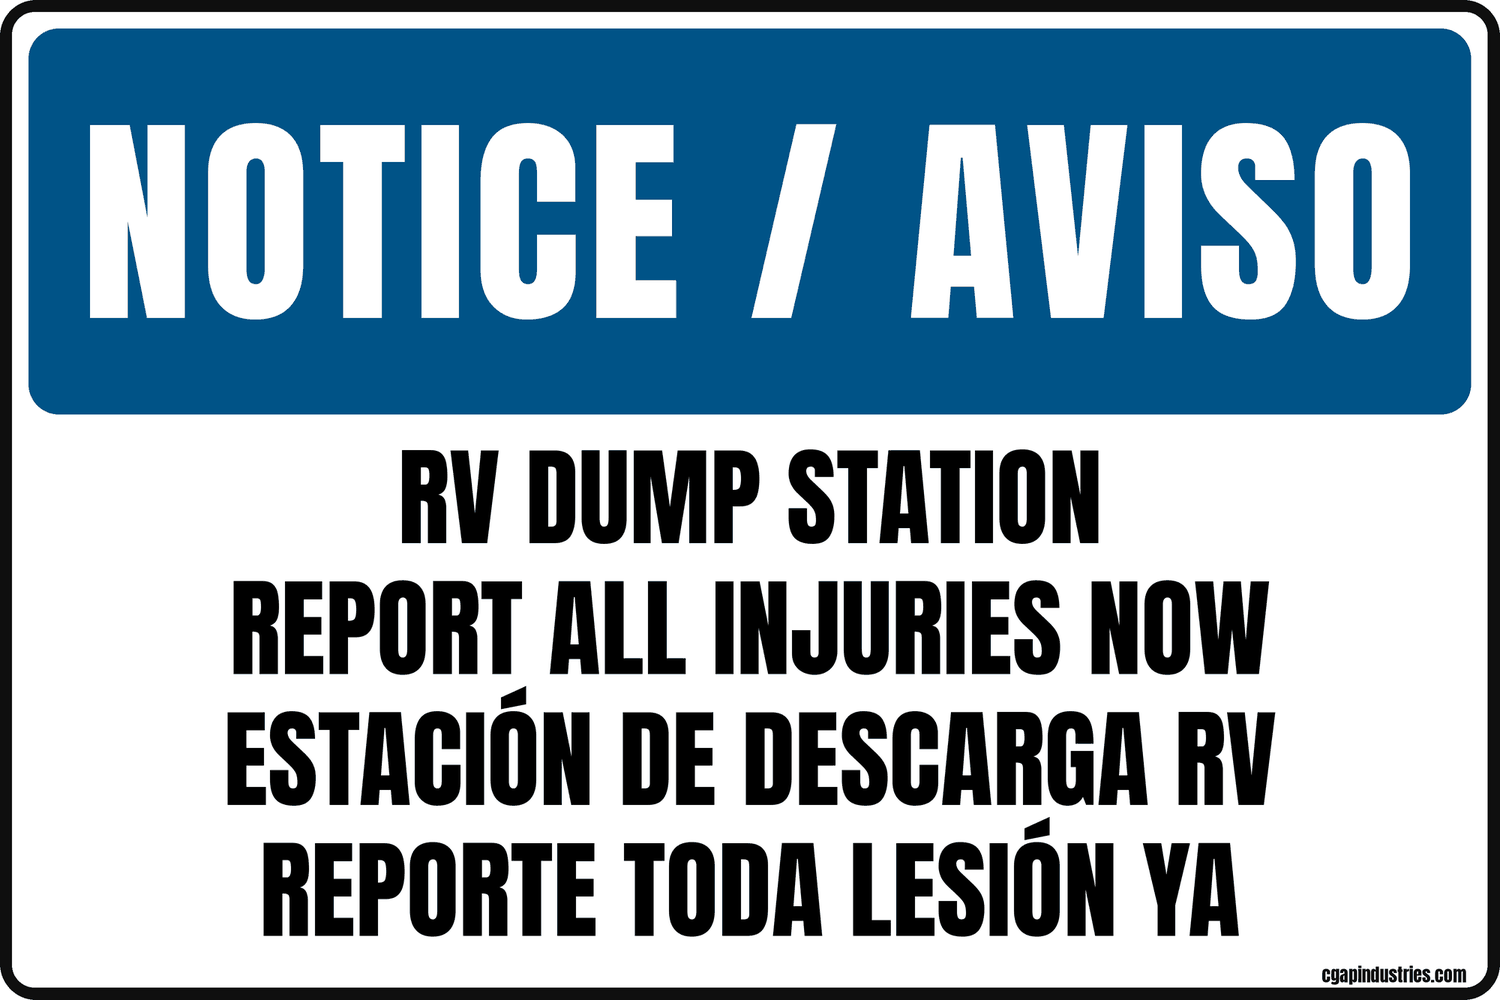 NOTICE / AVISO
RV DUMP STATION
REPORT ALL INJURIES NOW
ESTACIÓN DE DESCARGA RV
REPORTE TODA LESIÓN YA
cgapindustries.com